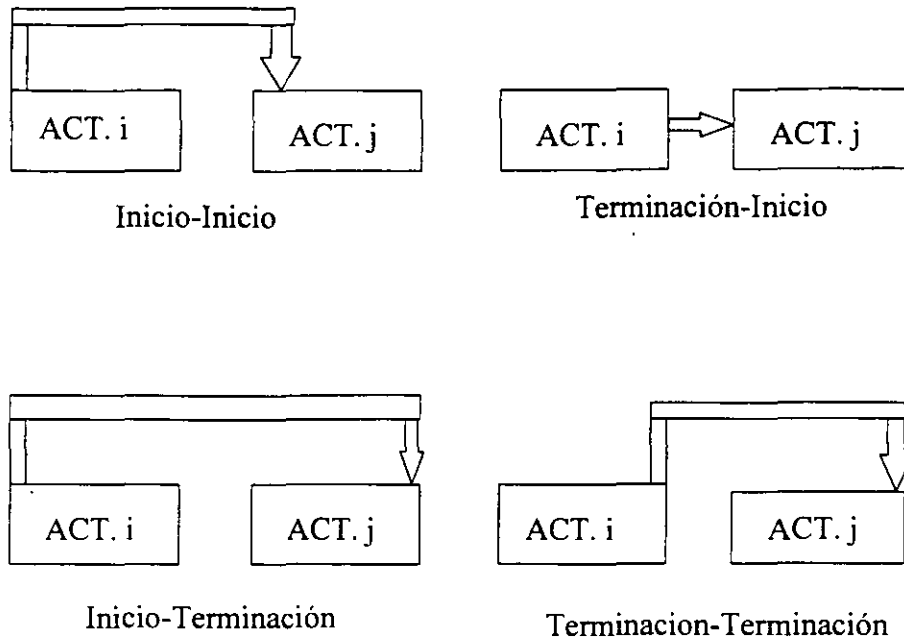 ACT. i
ACT. j
Inicio-Inicio
ACT. i
ACT. j
Terminación-Inicio
ACT. i
ACT. j
Inicio-Terminación
ACT. i
ACT. j
Terminacion-Terminación